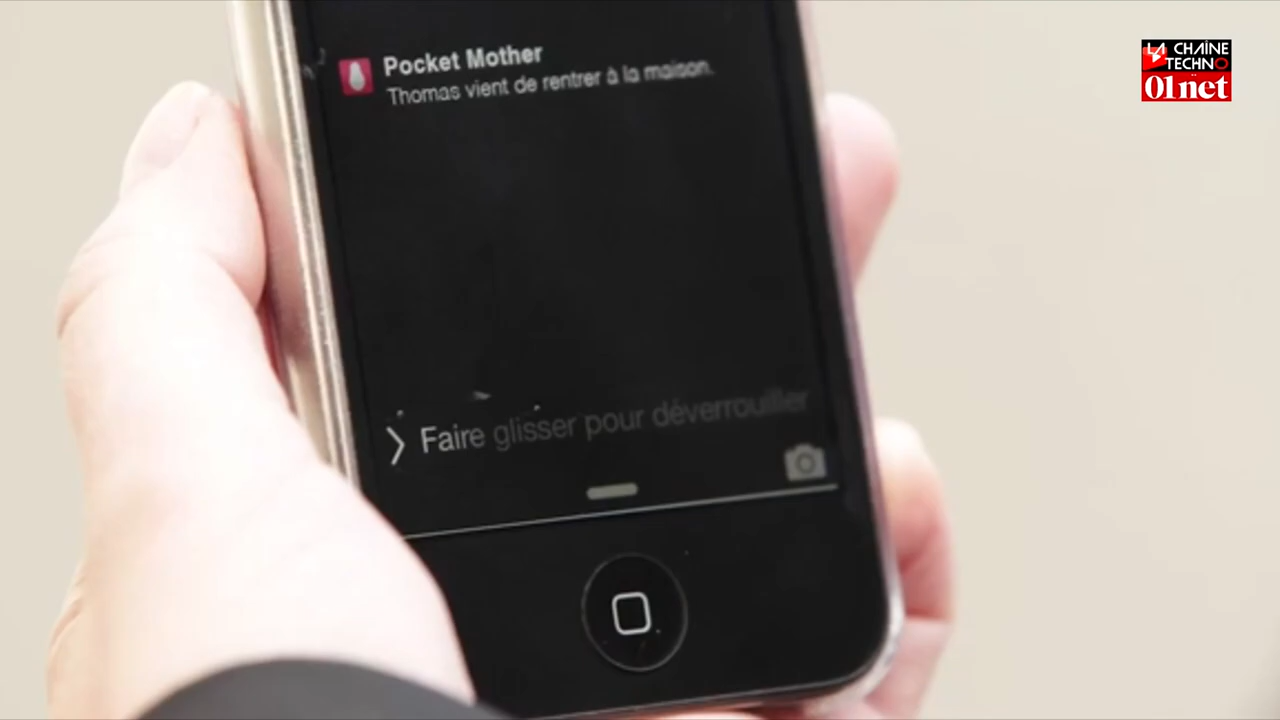 Pocket Mother
Thomas vient de rentrer à la maison.
Faire glisser pour déverrouiller
LA CHAÎNE
TECHNO
01net